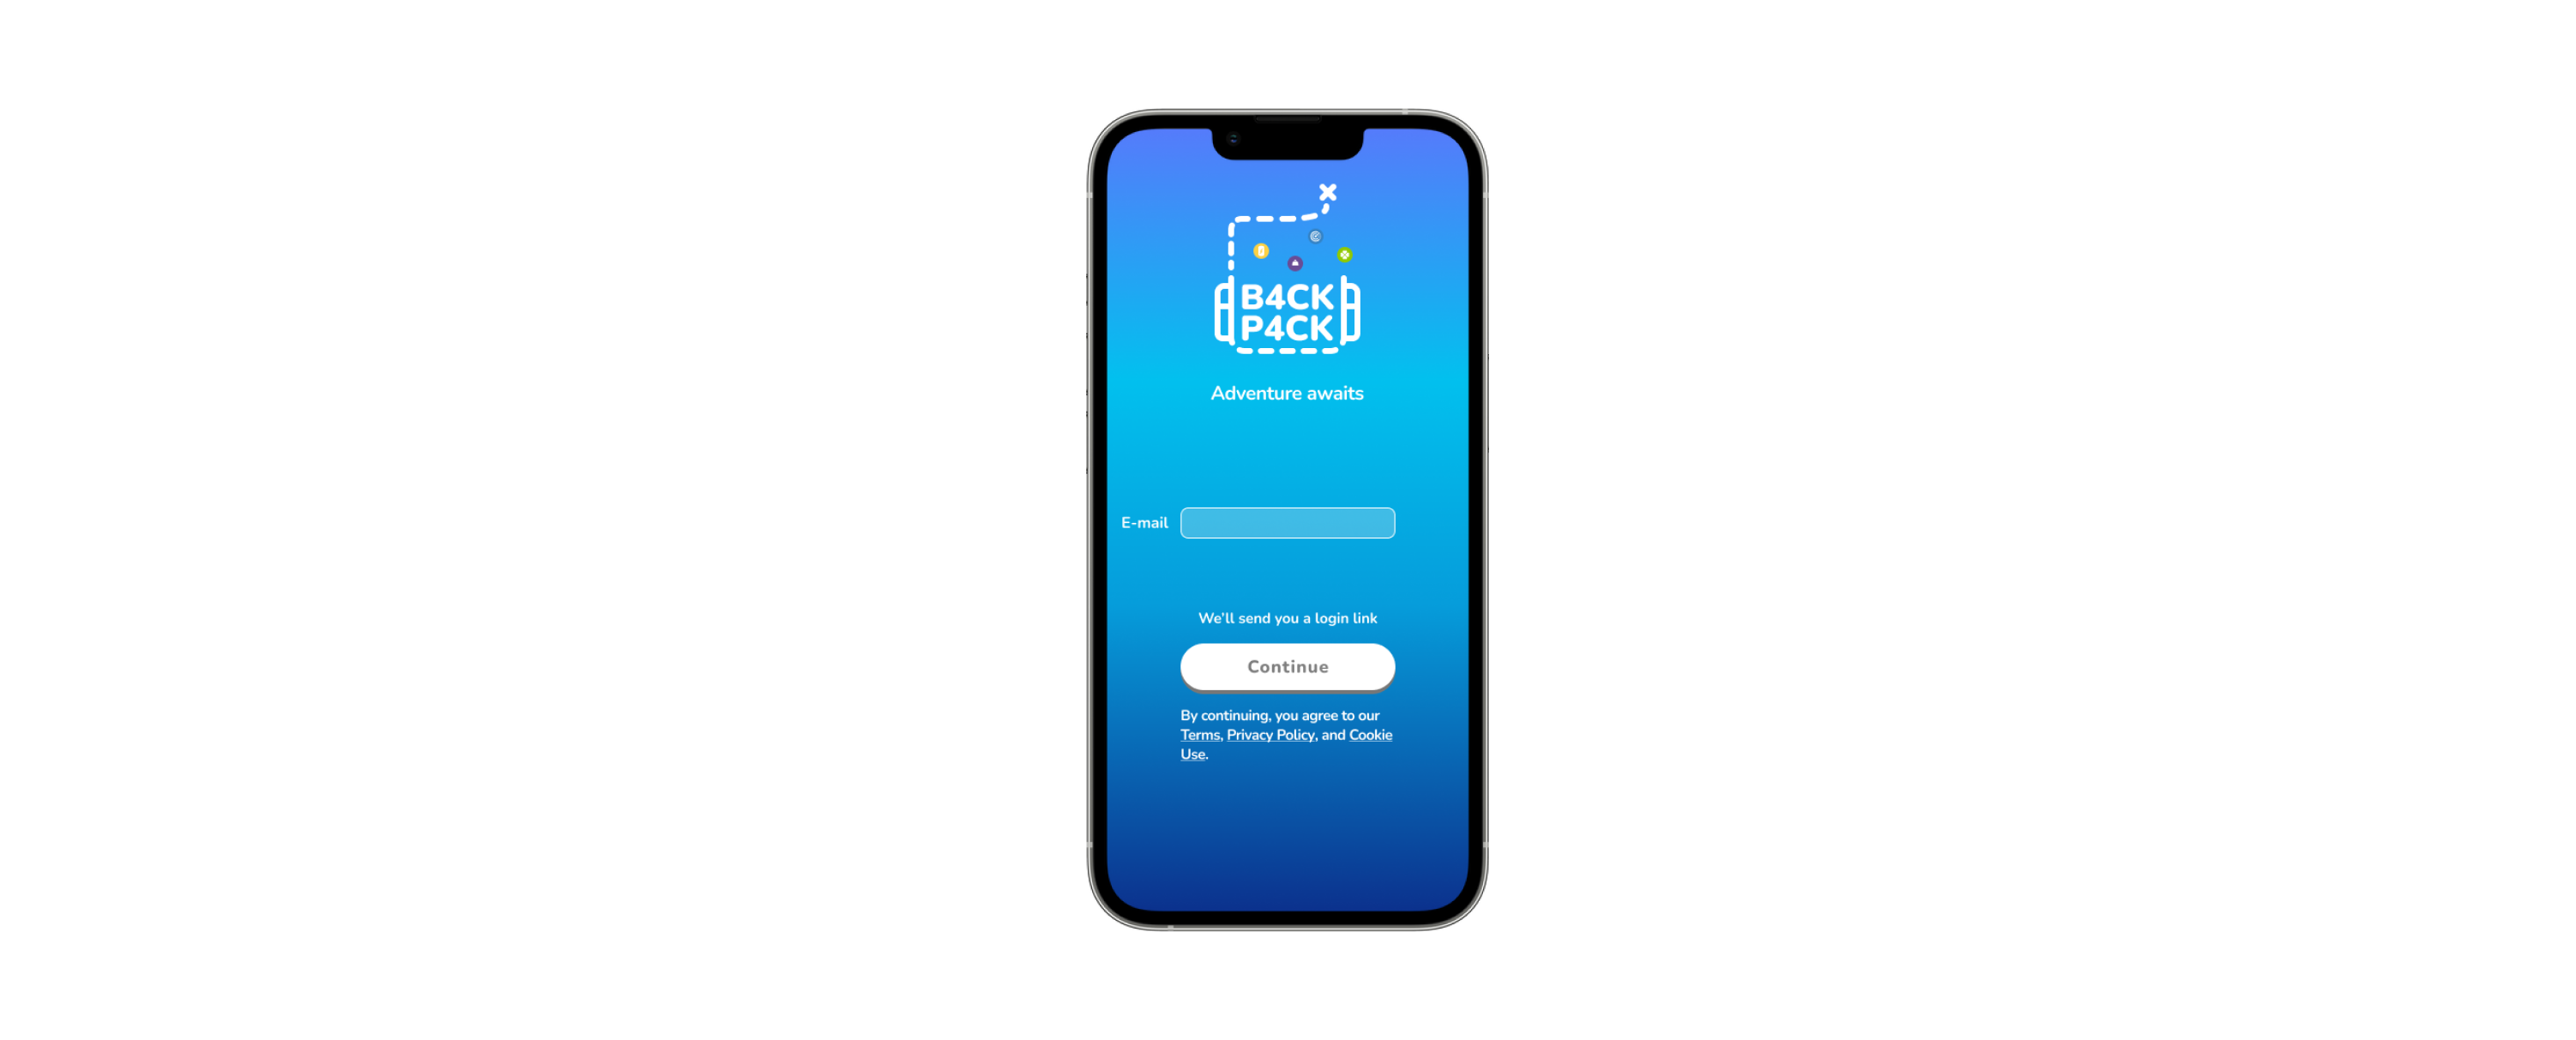 B4CK
P4CK
Adventure awaits
E-mail
We'll send you a login link
Continue
By continuing, you agree to our
Terms, Privacy Policy, and Cookie
Use.